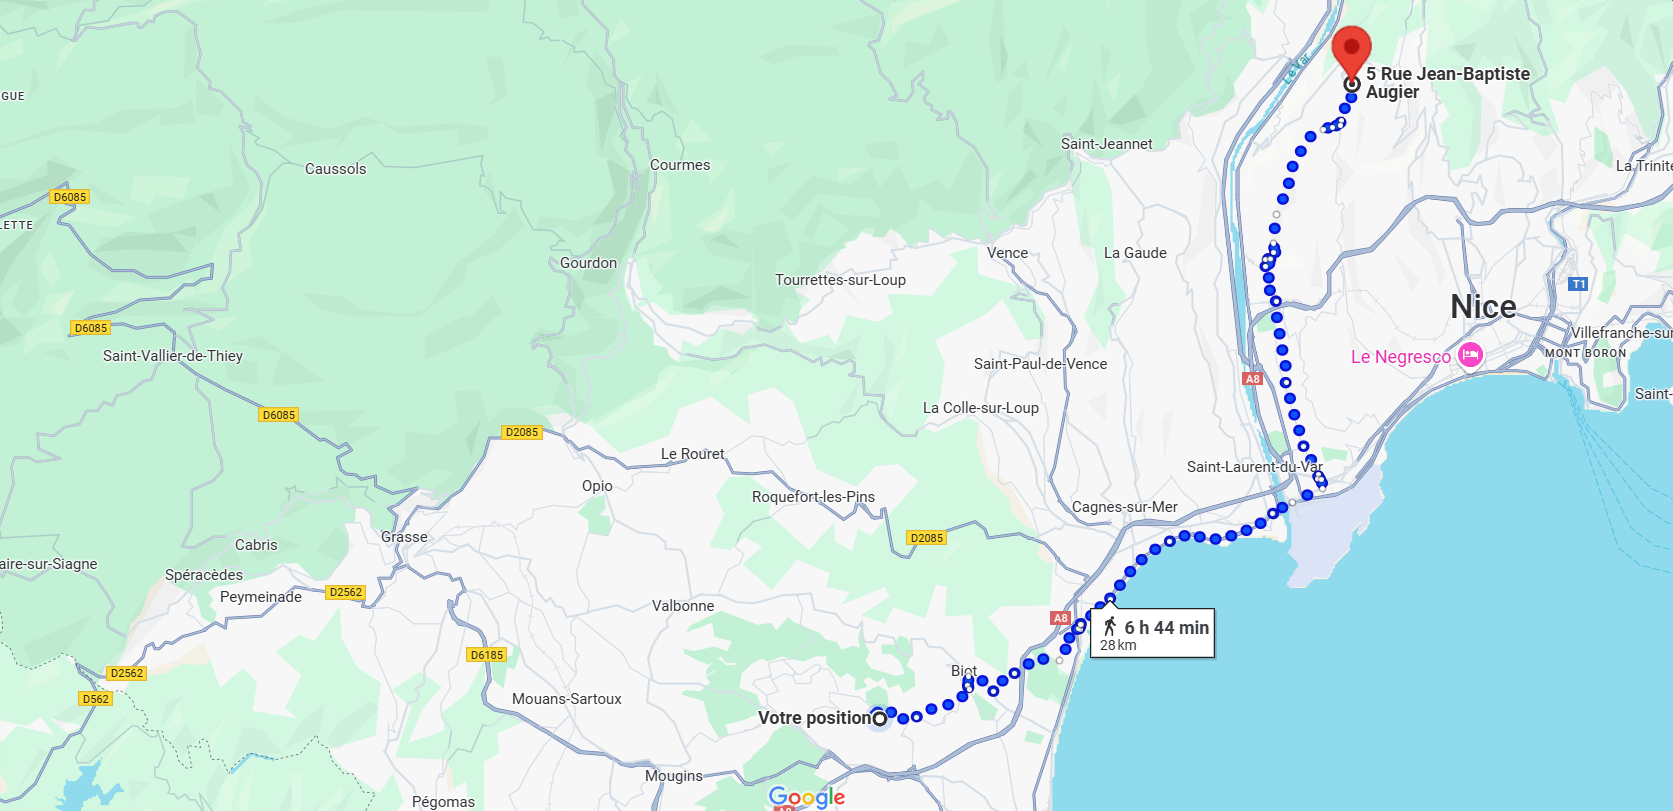 Le Var
5 Rue Jean-Baptiste
Augier
GUE
Saint-Jeannet
Courmes
Caussols
La Trinité
D6085
LETTE
Vence
La Gaude
Gourdon
Tourrettes-sur-Loup
T1
Nice
D6085
Villefranche-sur
Saint-Vallier-de-Thiey
Le Negresco
MONT BORON
Saint-Paul-de-Vence
A8
Saint-
La Colle-sur-Loup
D6085
D2085
Le Rouret
Saint-Laurent-du-Var
Opio
Roquefort-les-Pins
Cagnes-sur-Mer
Grasse
D2085
Cabris
aire-sur-Siagne
Spéracèdes
D2562
Peymeinade
Valbonne
A8
6 h 44 min
28 km
D6185
Biot
D2562
D562
Mouans-Sartoux
Votre position
Mougins
Google
Pégomas